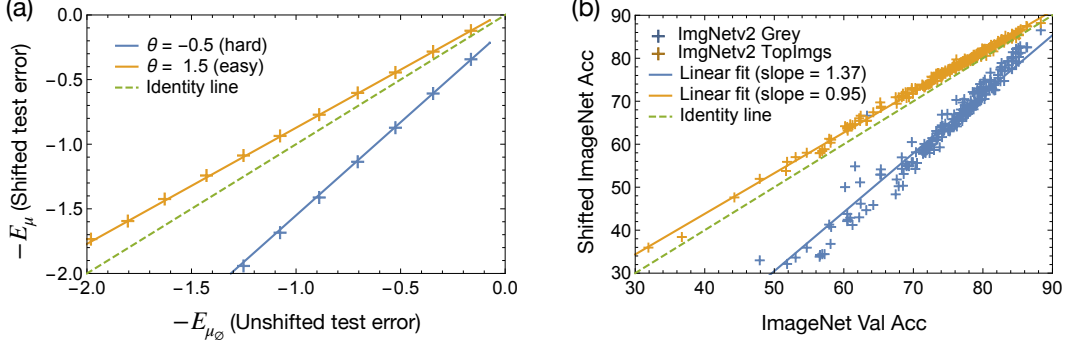 (a)
θ = −0.5 (hard)
θ = 1.5 (easy)
Identity line
0.0
−0.5
−1.0
−1.5
−2.0
−2.0
−1.5
−1.0
−0.5
0.0
−E_μ (Shifted test error)
−E_μ∅ (Unshifted test error)
(b)
ImgNetv2 Grey
ImgNetv2 TopImgs
Linear fit (slope = 1.37)
Linear fit (slope = 0.95)
Identity line
90
80
70
60
50
40
30
30
40
50
60
70
80
90
Shifted ImageNet Acc
ImageNet Val Acc